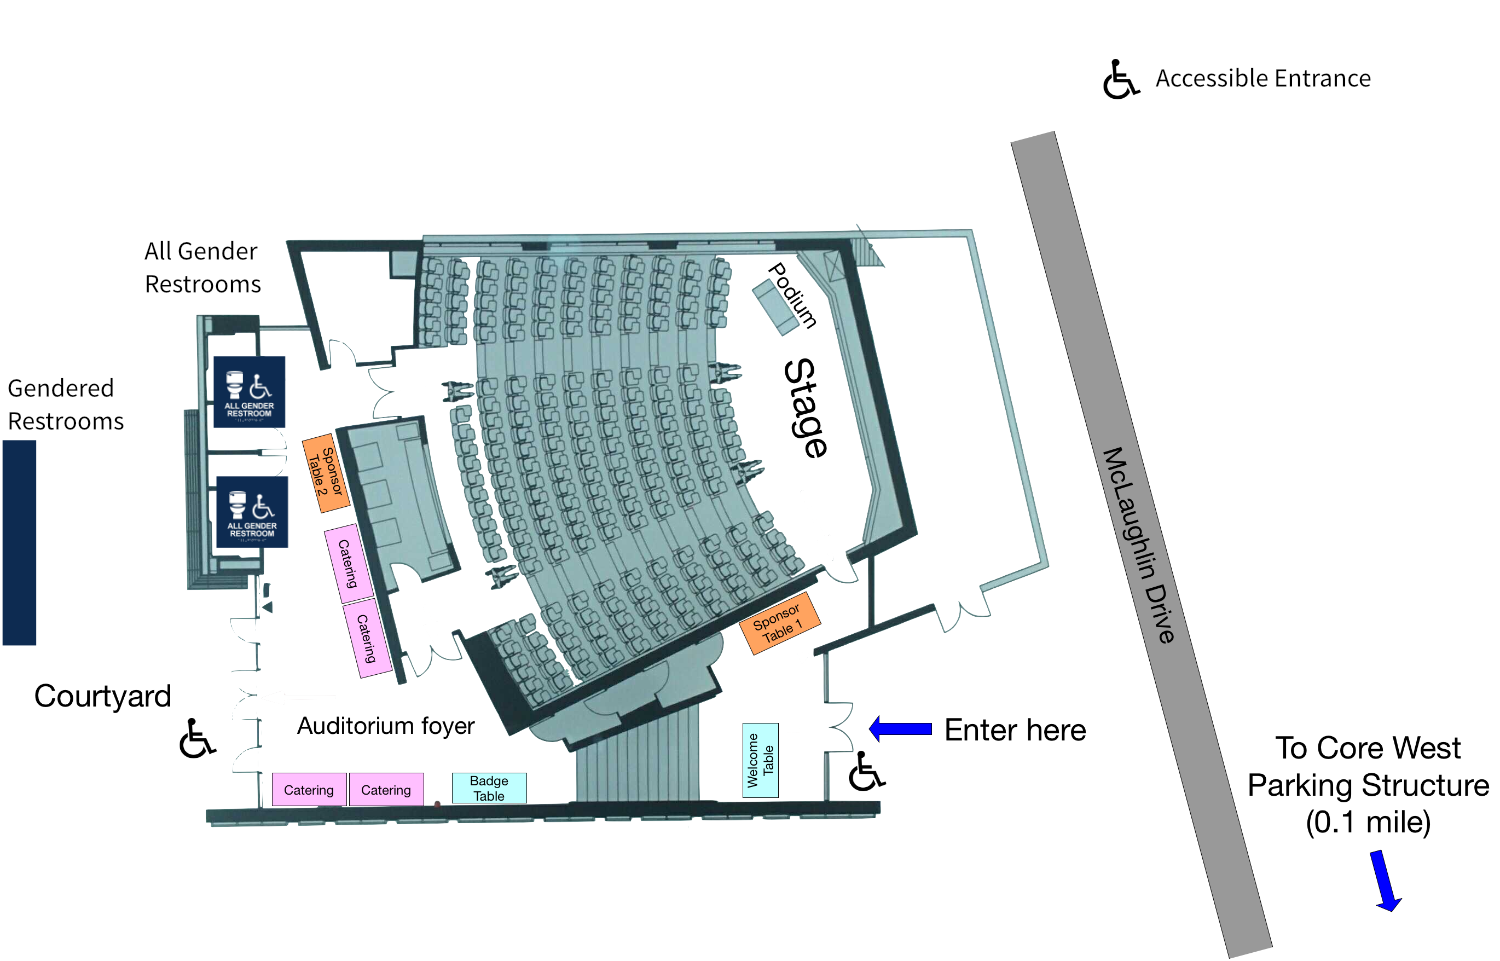 Accessible Entrance
All Gender
Restrooms
Gendered
Restrooms
ALL GENDER
RESTROOM
ALL GENDER
RESTROOM
Podium
Stage
Sponsor
Table 2
Catering
Catering
Sponsor
Table 1
McLaughlin Drive
Courtyard
Auditorium foyer
Catering
Catering
Badge
Table
Welcome
Table
Enter here
To Core West
Parking Structure
(0.1 mile)